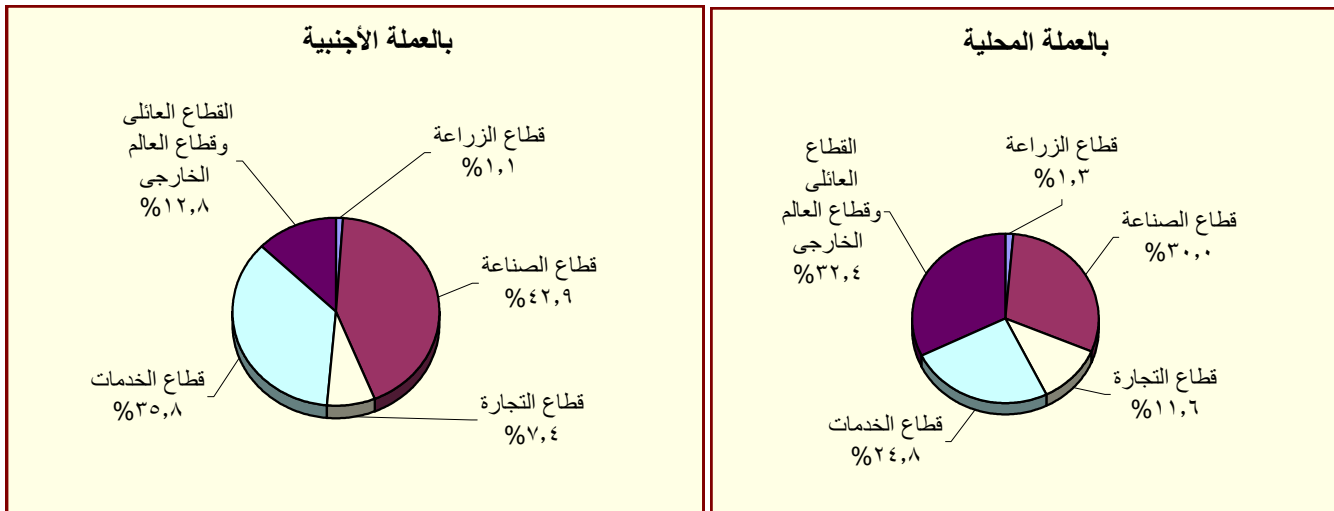 بالعملة المحلية
قطاع الزراعة
%١,٣
قطاع الصناعة
%٣٠,٠
قطاع التجارة
%١١,٦
قطاع الخدمات
%٢٤,٨
القطاع
العائلى
وقطاع العالم
الخارجى
%٣٢,٤
بالعملة الأجنبية
قطاع الزراعة
%١,١
قطاع الصناعة
%٤٢,٩
قطاع التجارة
%٧,٤
قطاع الخدمات
%٣٥,٨
القطاع العائلى
وقطاع العالم
الخارجى
%١٢,٨